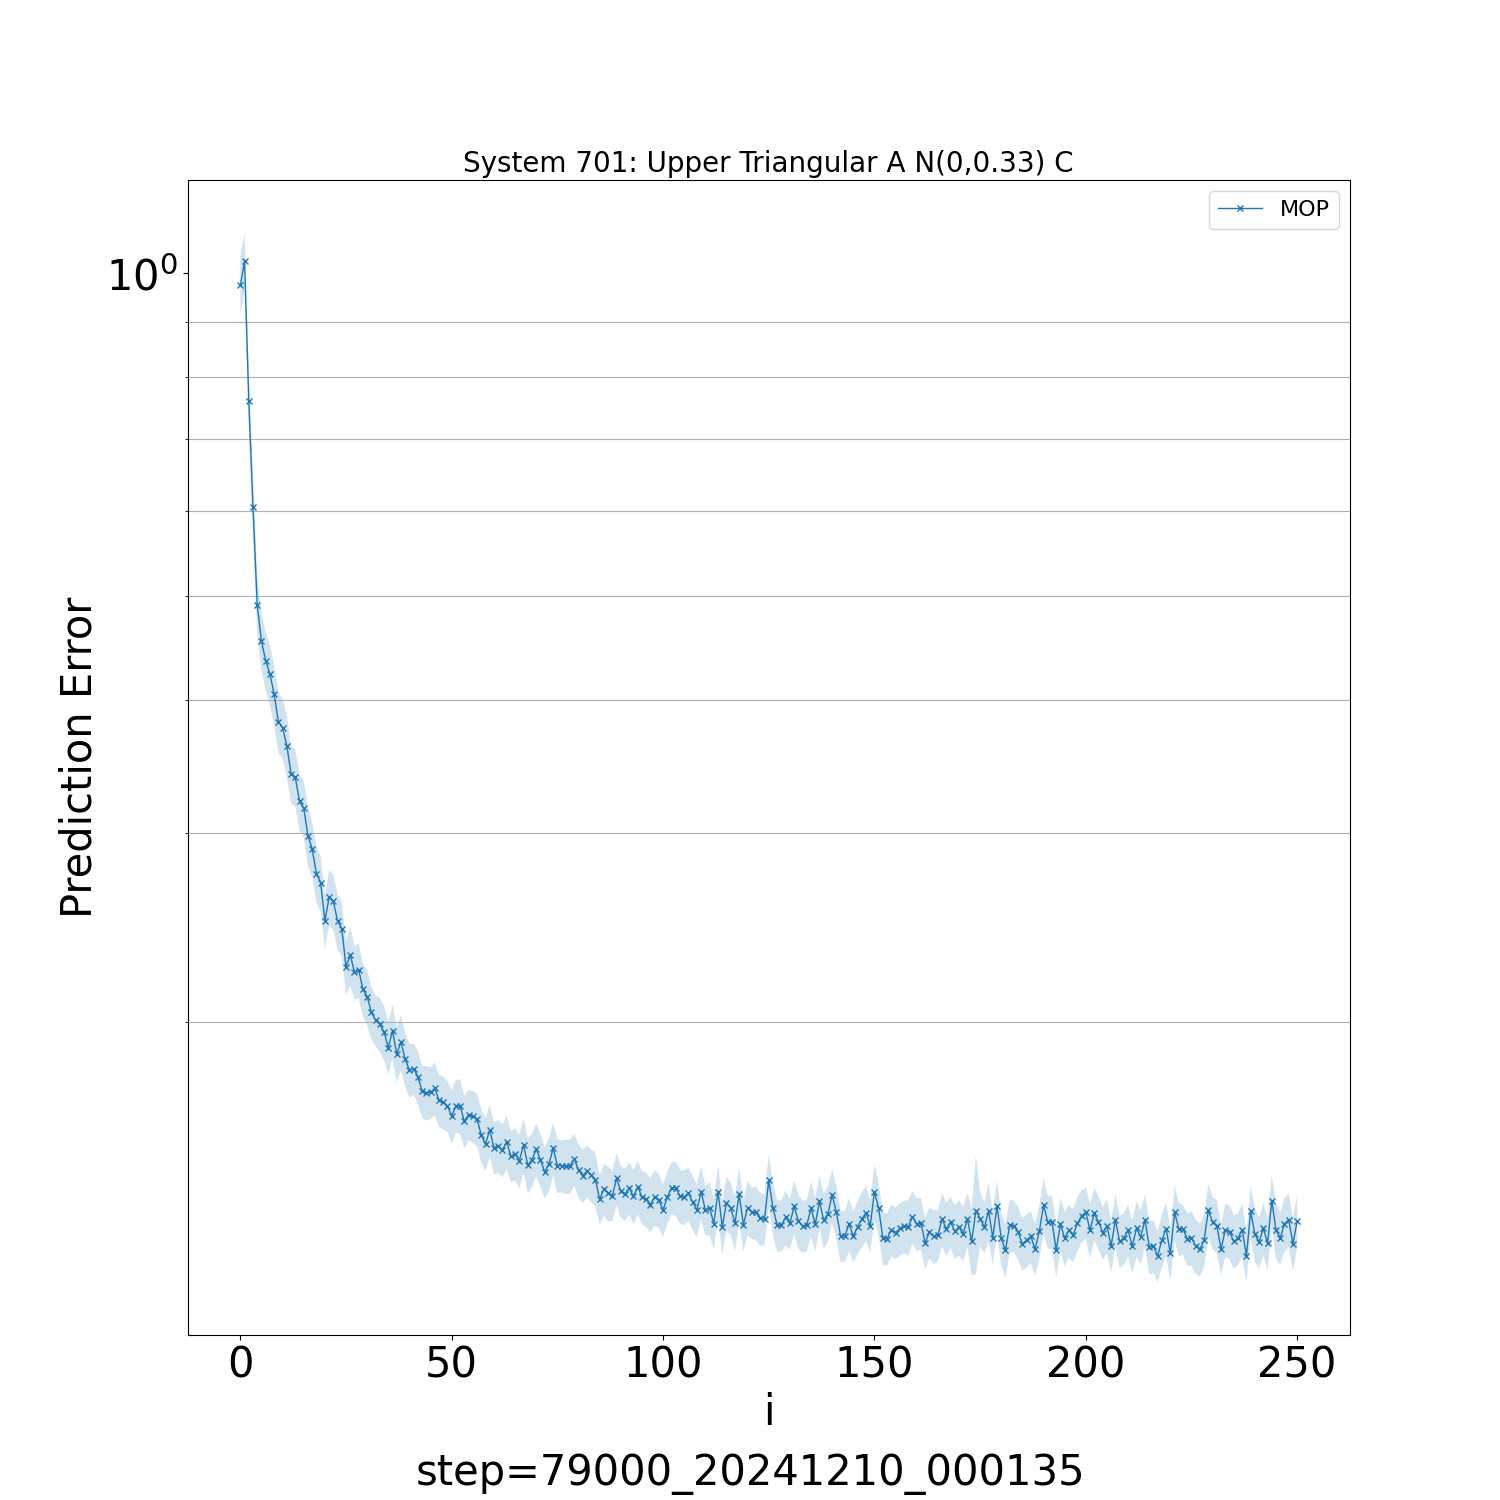 System 701: Upper Triangular A N(0,0.33) C
MOP
10⁰
Prediction Error
0 50 100 150 200 250
i
step=79000_20241210_000135